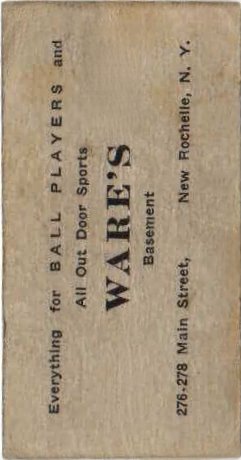 Everything for BALL PLAYERS and
All Out Door Sports
WARE'S
Basement
276-278 Main Street, New Rochelle, N. Y.